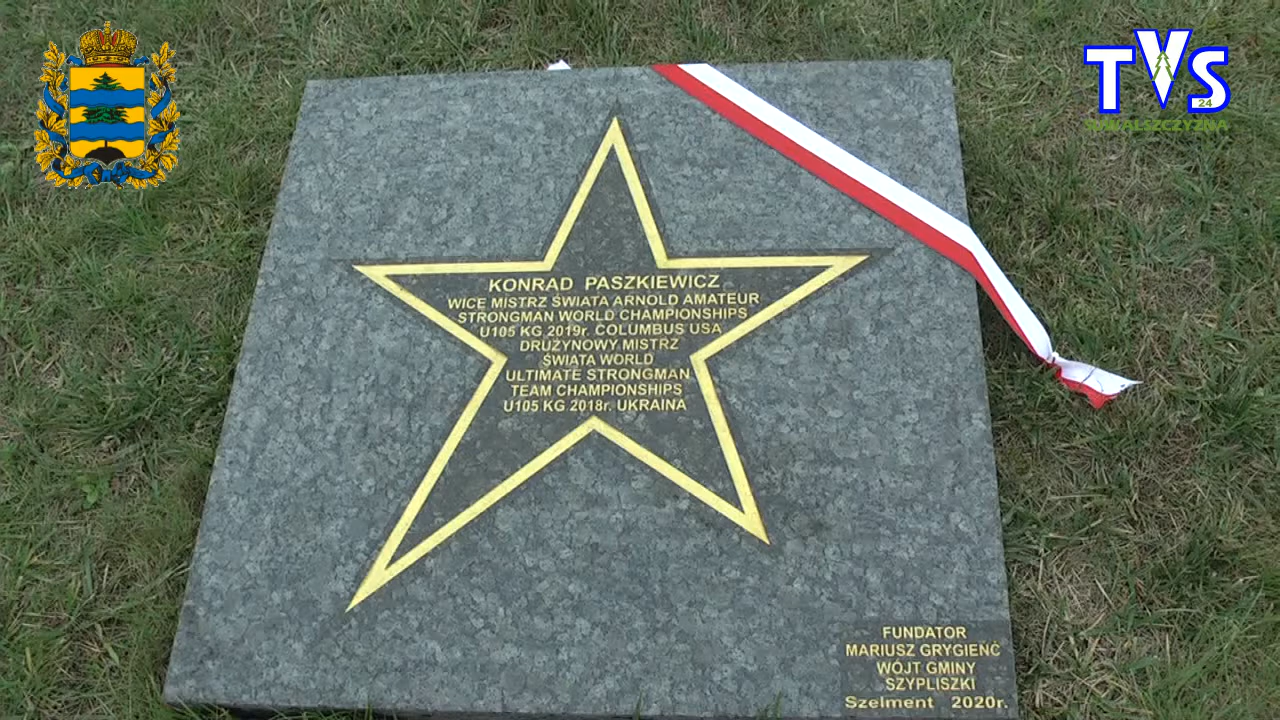 TVS
24
SUWALSZCZYZNA
KONRAD PASZKIEWICZ
WICE MISTRZ ŚWIATA ARNOLD AMATEUR
STRONGMAN WORLD CHAMPIONSHIPS
U105 KG 2019r. COLUMBUS USA
DRUŻYNOWY MISTRZ
ŚWIATA WORLD
ULTIMATE STRONGMAN
TEAM CHAMPIONSHIPS
U105 KG 2018r. UKRAINA
FUNDATOR
MARIUSZ GRYGIEŃĆ
WÓJT GMINY
SZYPLISZKI
Szelment 2020r.